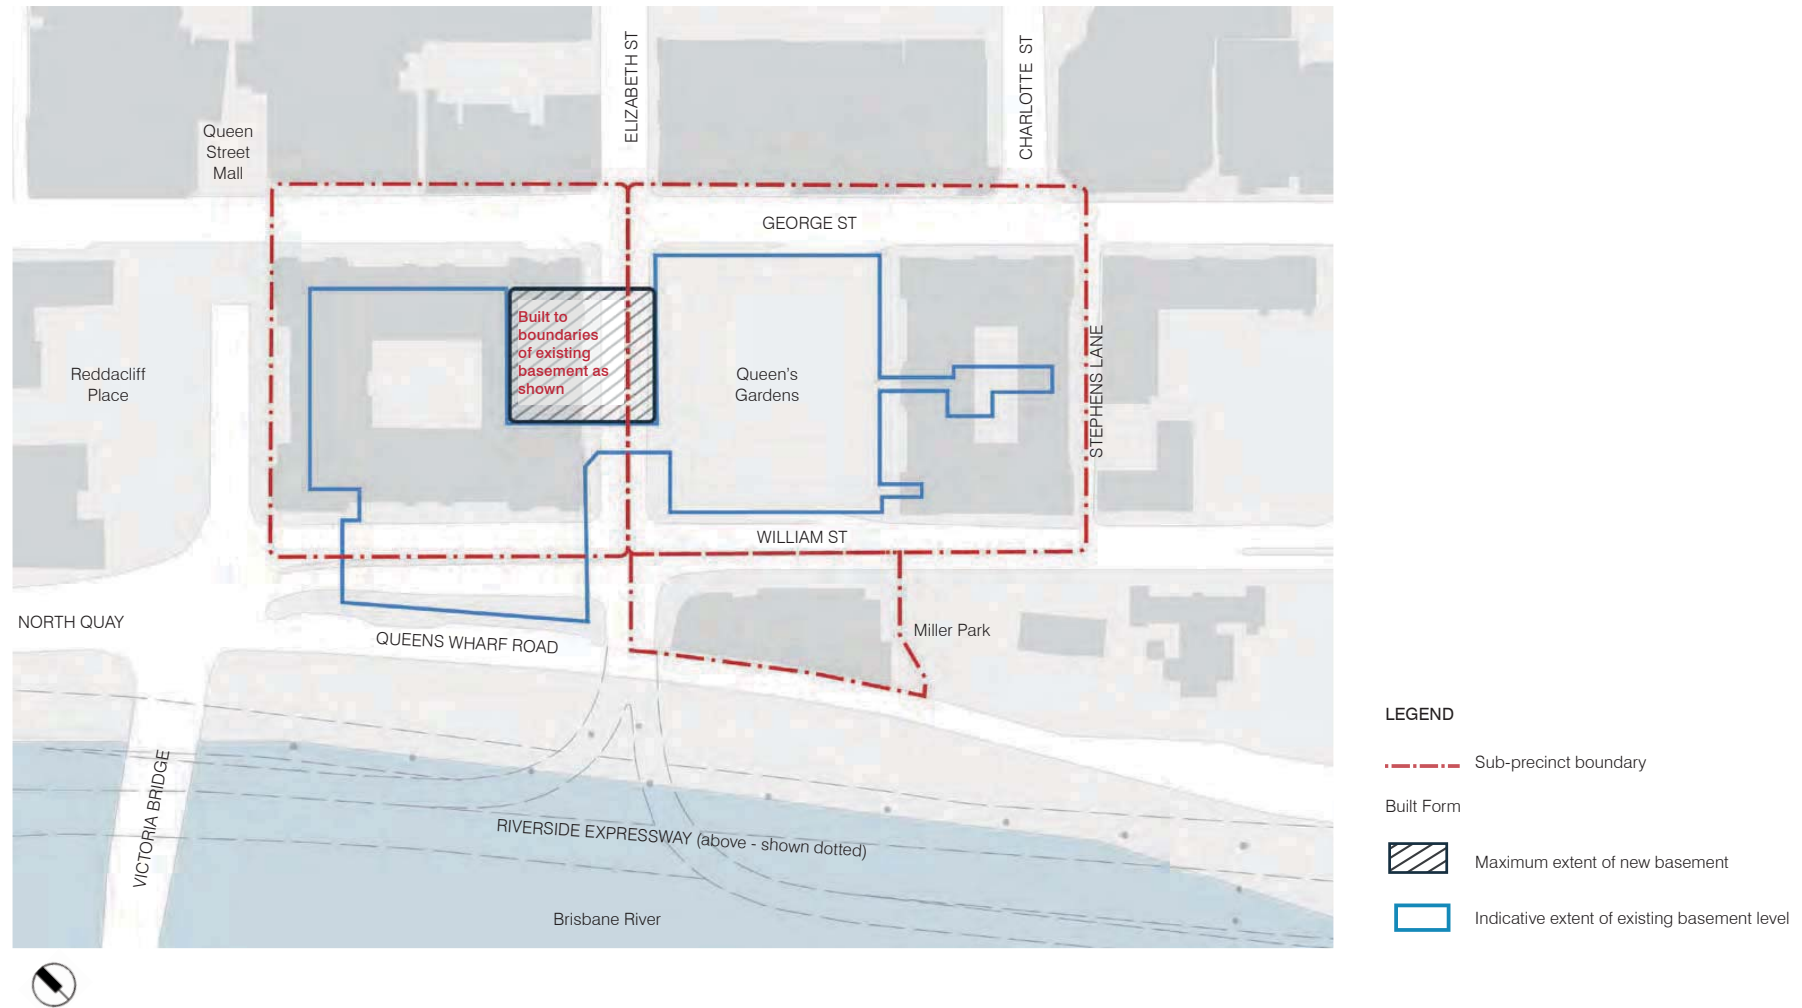 ELIZABETH ST
CHARLOTTE ST
Queen
Street
Mall
GEORGE ST
Built to
boundaries
of existing
basement as
shown
Reddacliff
Place
Queen's
Gardens
STEPHENS LANE
WILLIAM ST
NORTH QUAY
QUEENS WHARF ROAD
Miller Park
VICTORIA BRIDGE
RIVERSIDE EXPRESSWAY (above - shown dotted)
Brisbane River
LEGEND
Sub-precinct boundary
Built Form
Maximum extent of new basement
Indicative extent of existing basement level